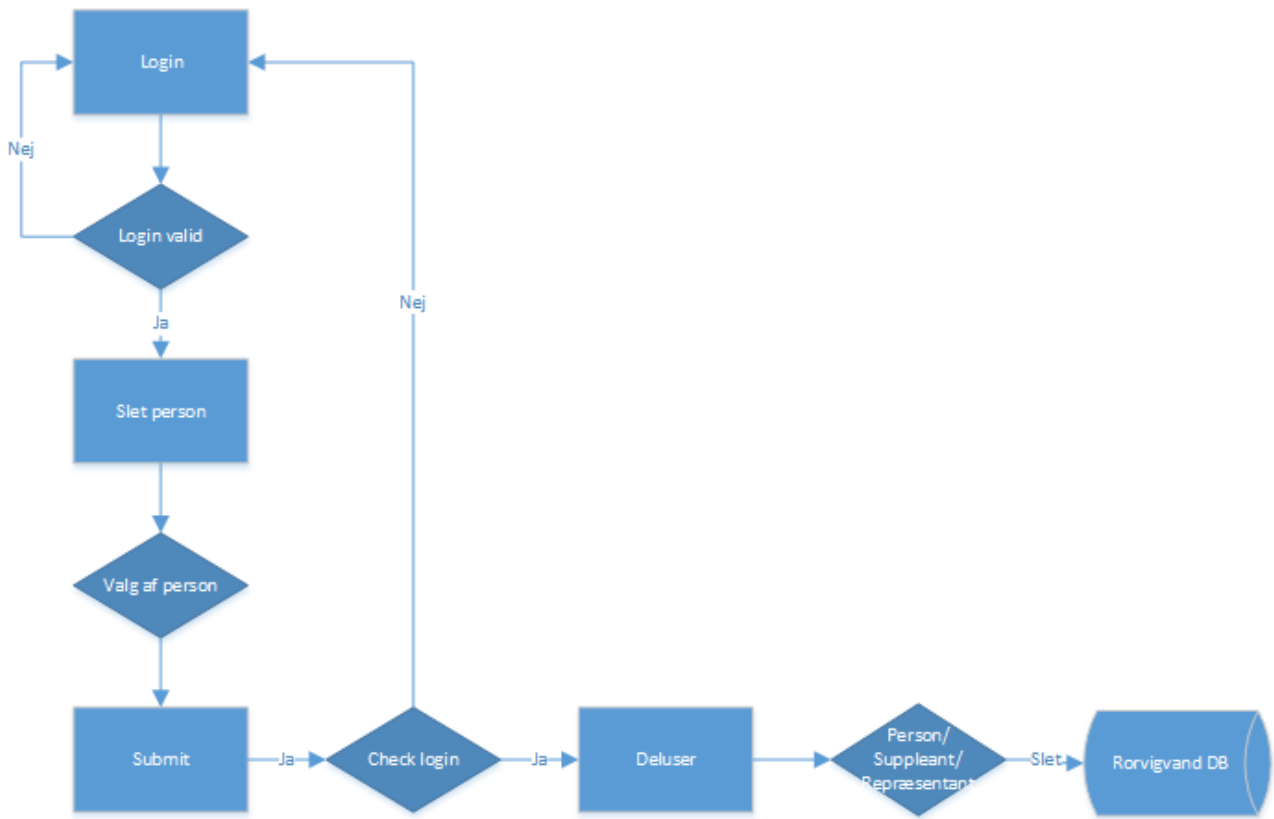 Login
Nej
Login valid
Ja
Nej
Slet person
Valg af person
Submit
Ja
Check login
Ja
Deluser
Person/
Suppleant/
Repræsentant
Slet
Rorvigvand DB